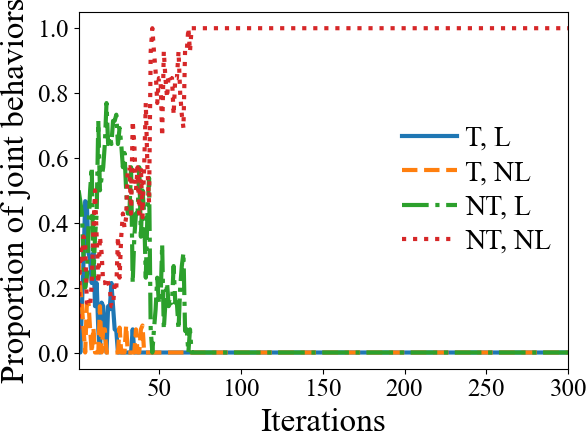 Proportion of joint behaviors
1.0
0.8
0.6
0.4
0.2
0.0
T, L
T, NL
NT, L
NT, NL
50
100
150
200
250
300
Iterations